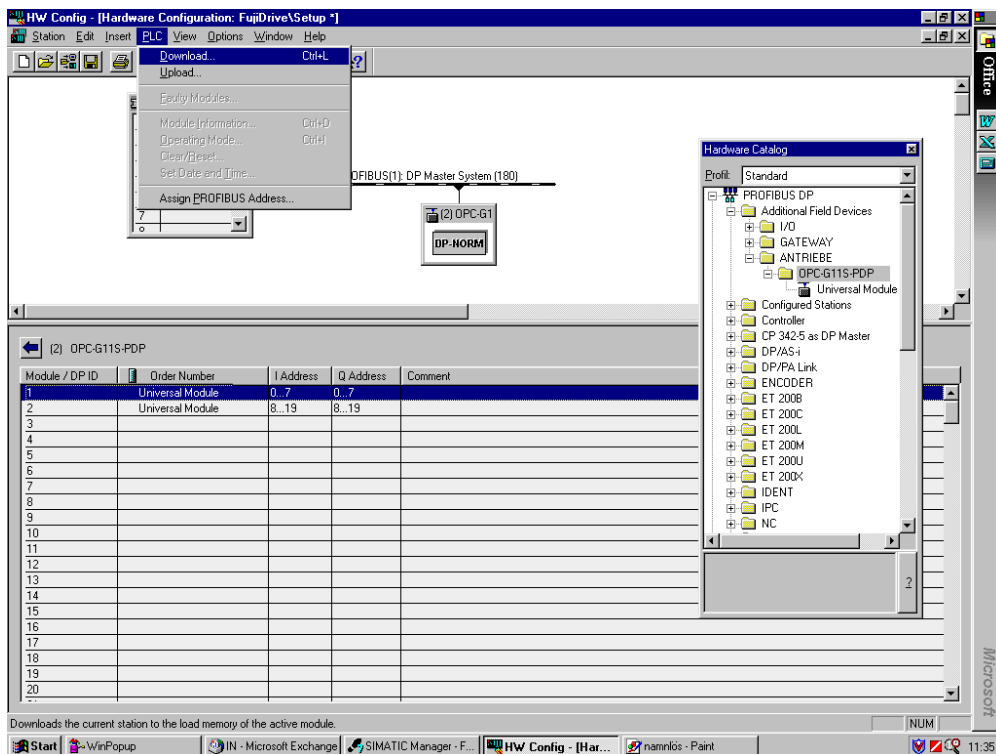 HW Config - [Hardware Configuration: FujiDrive\Setup *]
Station Edit Insert PLC View Options Window Help
Download... Ctrl+L
Upload...
Faulty Modules...
Module Information... Ctrl+D
Operating Mode... Ctrl+I
Clear/Reset...
Set Date and Time...
Assign PROFIBUS Address...
OFIBUS(1): DP Master System (180)
7
(2) OPC-G1
DP-NORM
Hardware Catalog
Profil: Standard
PROFIBUS DP
Additional Field Devices
I/O
GATEWAY
ANTRIEBE
OPC-G11S-PDP
Universal Module
Configured Stations
Controller
CP 342-5 as DP Master
DP/AS-i
DP/PA Link
ENCODER
ET 200B
ET 200C
ET 200L
ET 200M
ET 200U
ET 200X
IDENT
IPC
NC
?
(2) OPC-G11S-PDP
Module / DP ID Order Number I Address Q Address Comment
1 Universal Module 0...7 0...7
2 Universal Module 8...19 8...19
3
4
5
6
7
8
9
10
11
12
13
14
15
16
17
18
19
20
Downloads the current station to the load memory of the active module. NUM
Start WinPopup IN - Microsoft Exchange SIMATIC Manager - F... HW Config - [Har... namnlös - Paint 11:35
Office
Microsoft